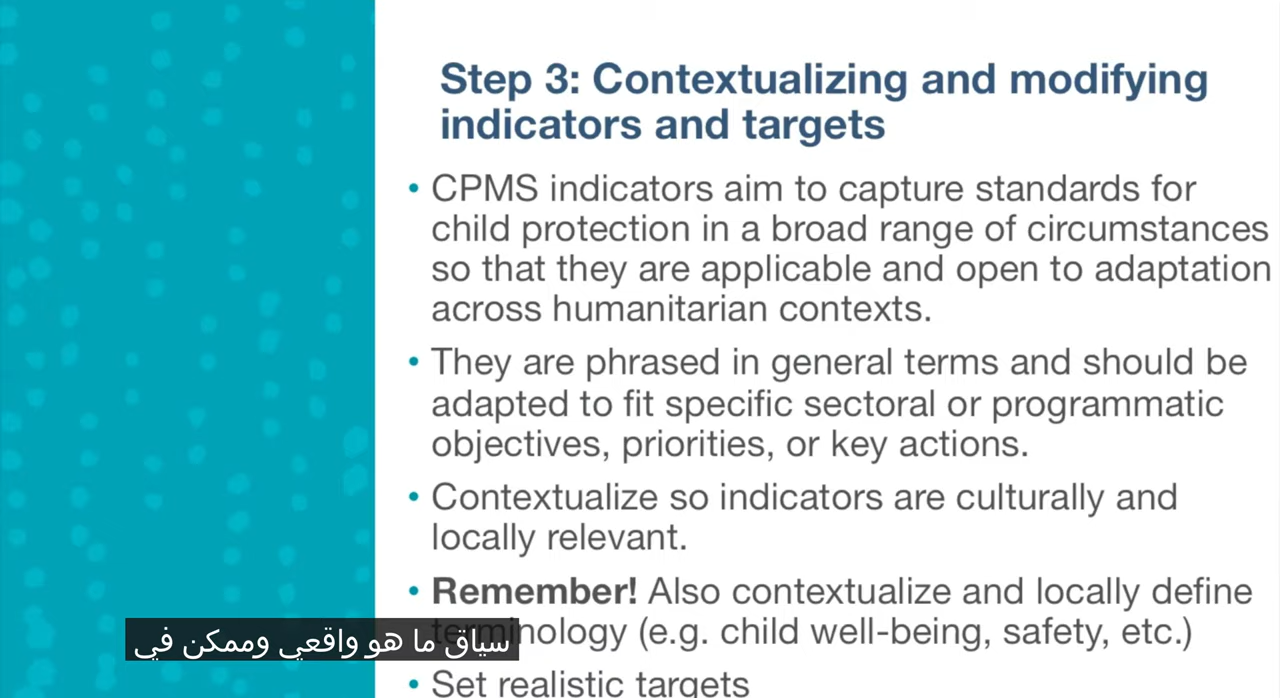 Step 3: Contextualizing and modifying
indicators and targets
• CPMS indicators aim to capture standards for
child protection in a broad range of circumstances
so that they are applicable and open to adaptation
across humanitarian contexts.
• They are phrased in general terms and should be
adapted to fit specific sectoral or programmatic
objectives, priorities, or key actions.
• Contextualize so indicators are culturally and
locally relevant.
• Remember! Also contextualize and locally define
terminology (e.g. child well-being, safety, etc.)
سياق ما هو واقعي وممكن في
• Set realistic targets